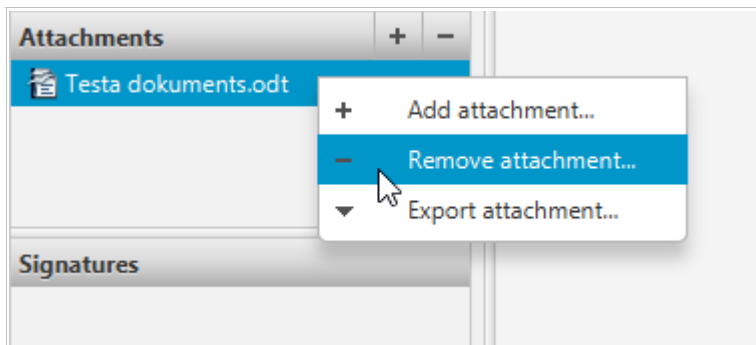 Attachments + −
Testa dokuments.odt
+ Add attachment...
− Remove attachment...
Export attachment...
Signatures